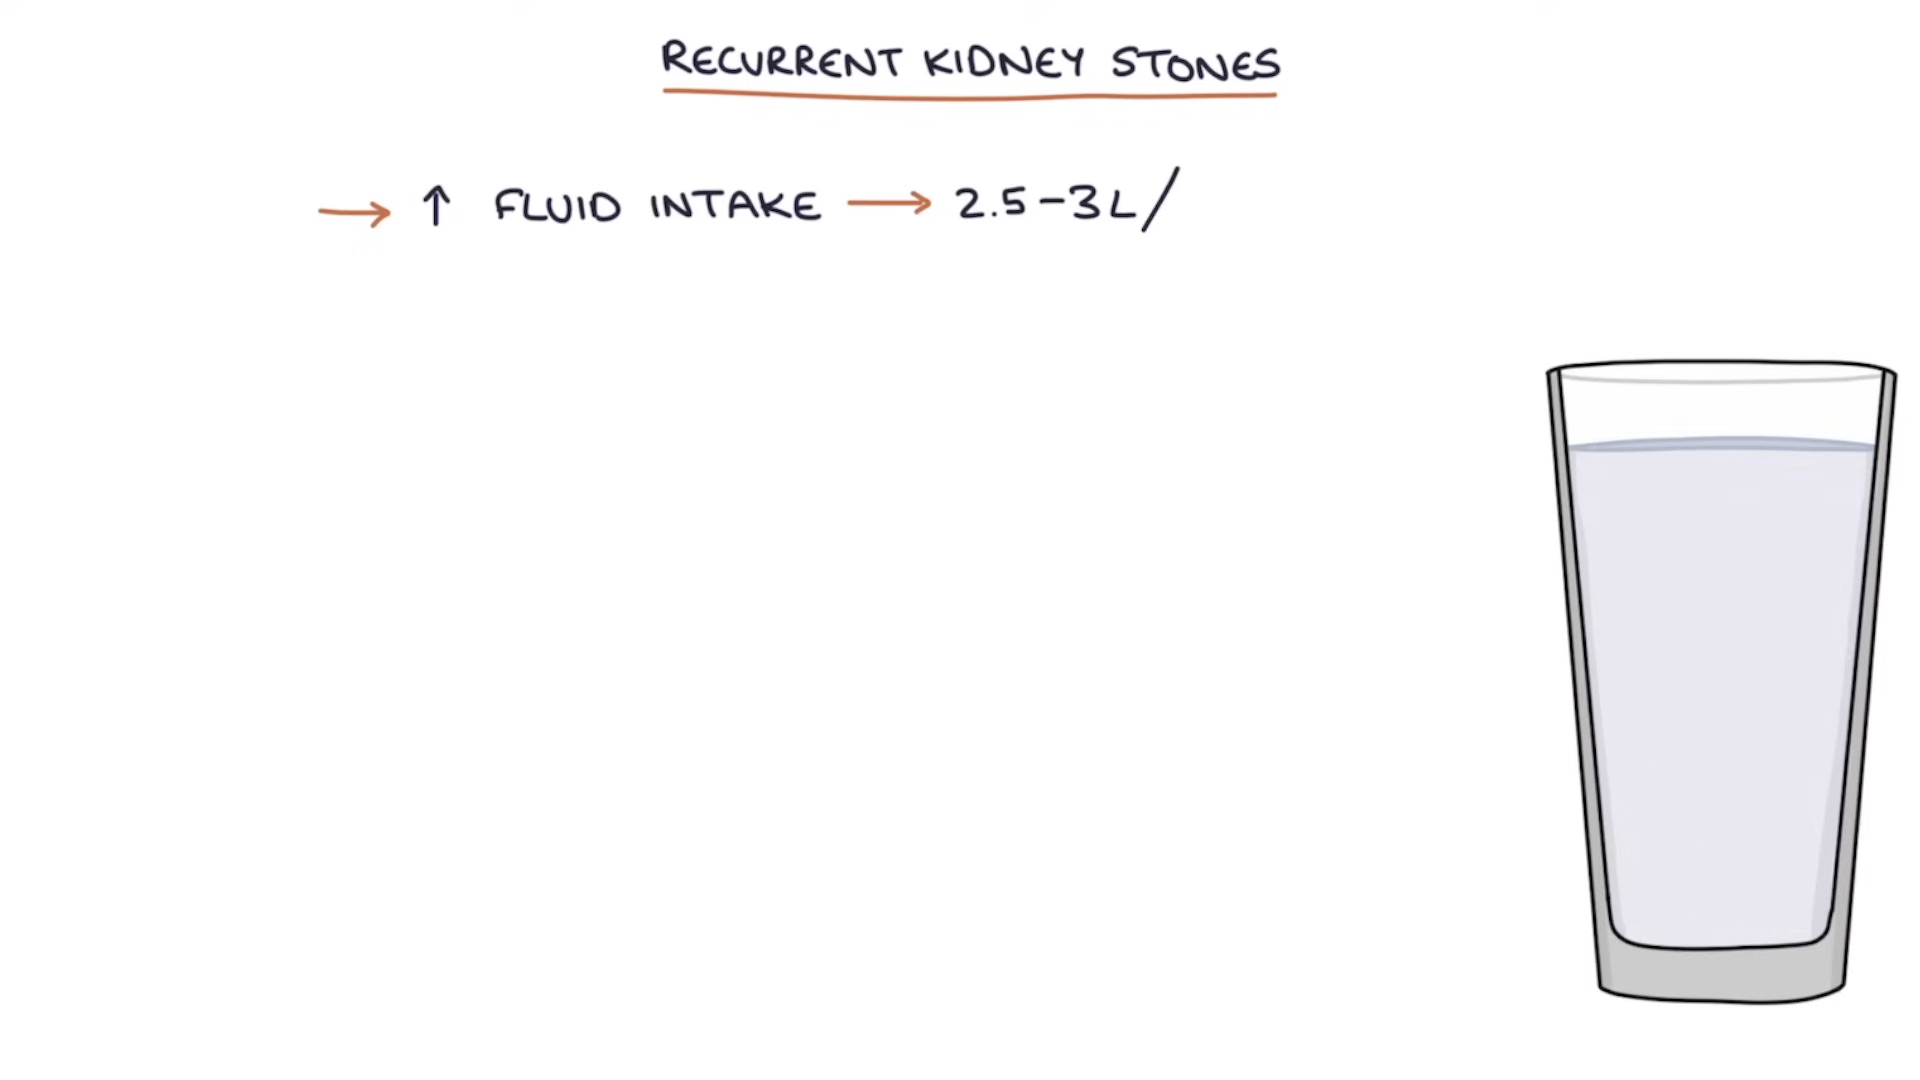 RECURRENT KIDNEY STONES
→ ↑ FLUID INTAKE → 2.5-3L/